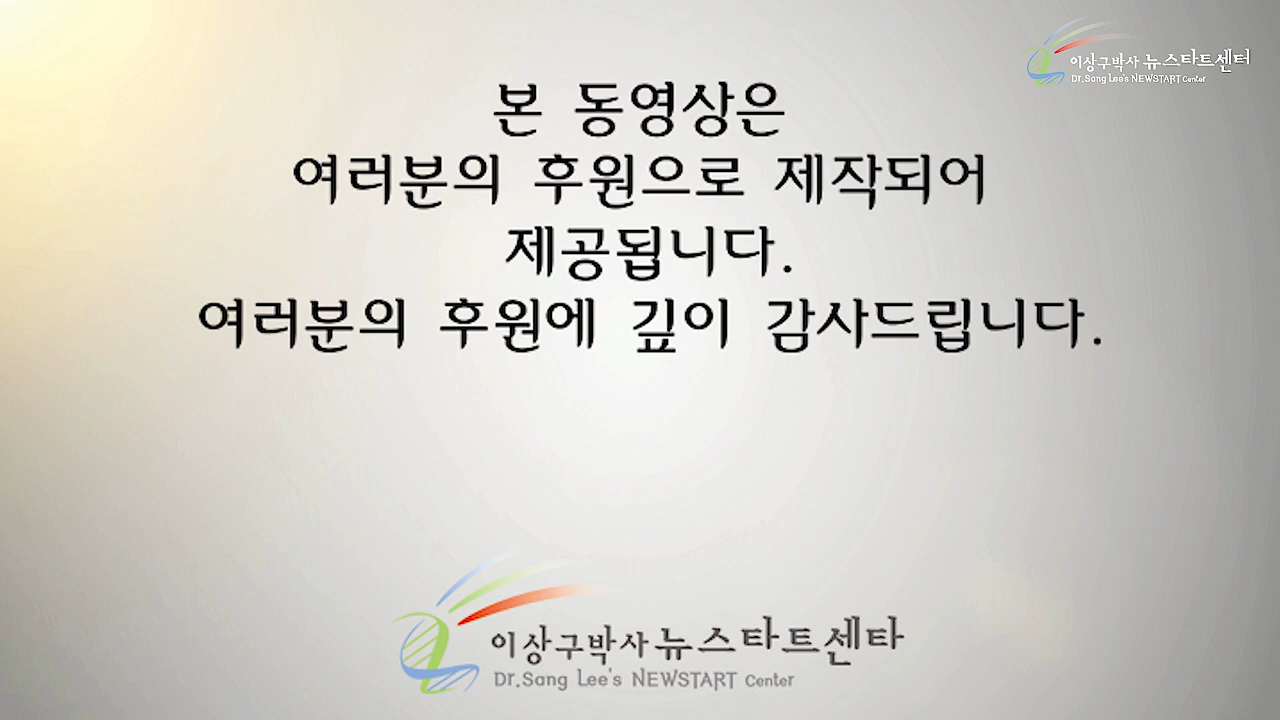 이상구박사 뉴스타트센터
Dr.Sang Lee's NEWSTART Center
본 동영상은
여러분의 후원으로 제작되어
제공됩니다.
여러분의 후원에 깊이 감사드립니다.
이상구박사 뉴스타트센타
Dr.Sang Lee's NEWSTART Center